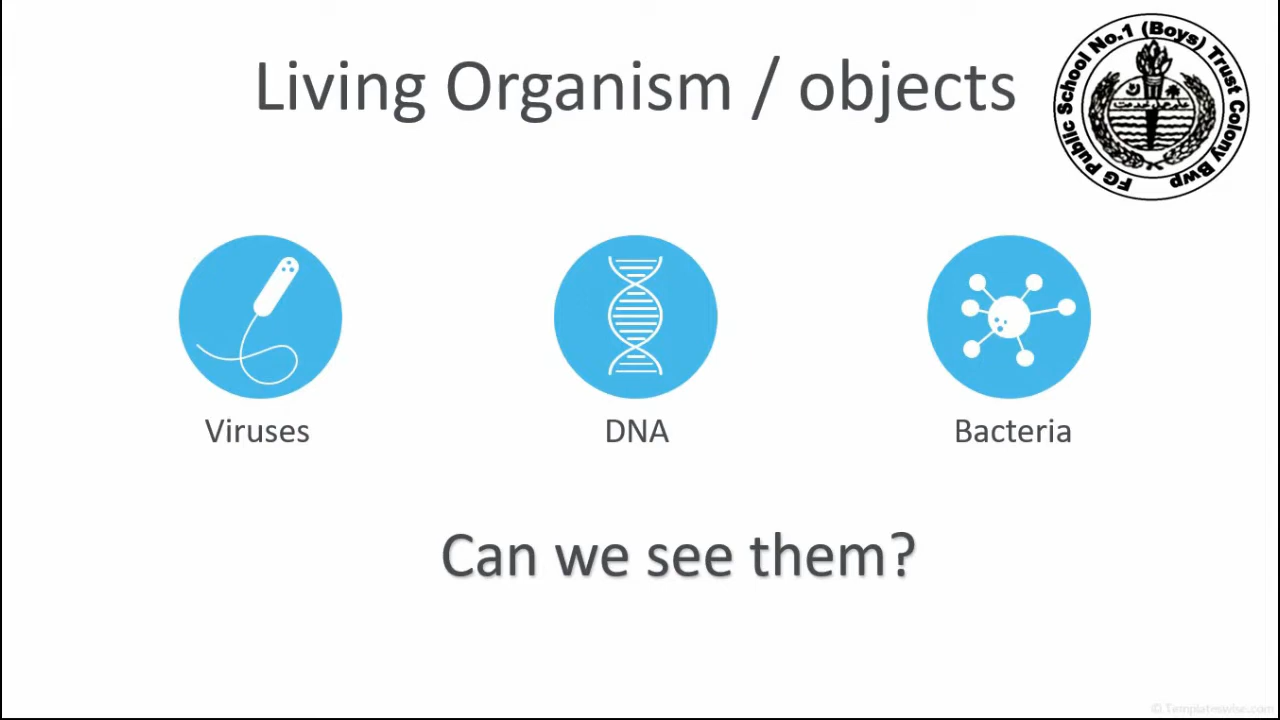 Living Organism / objects
FG Public School No.1 (Boys) Trust Colony Bwp
Viruses
DNA
Bacteria
Can we see them?
© Templateswise.com